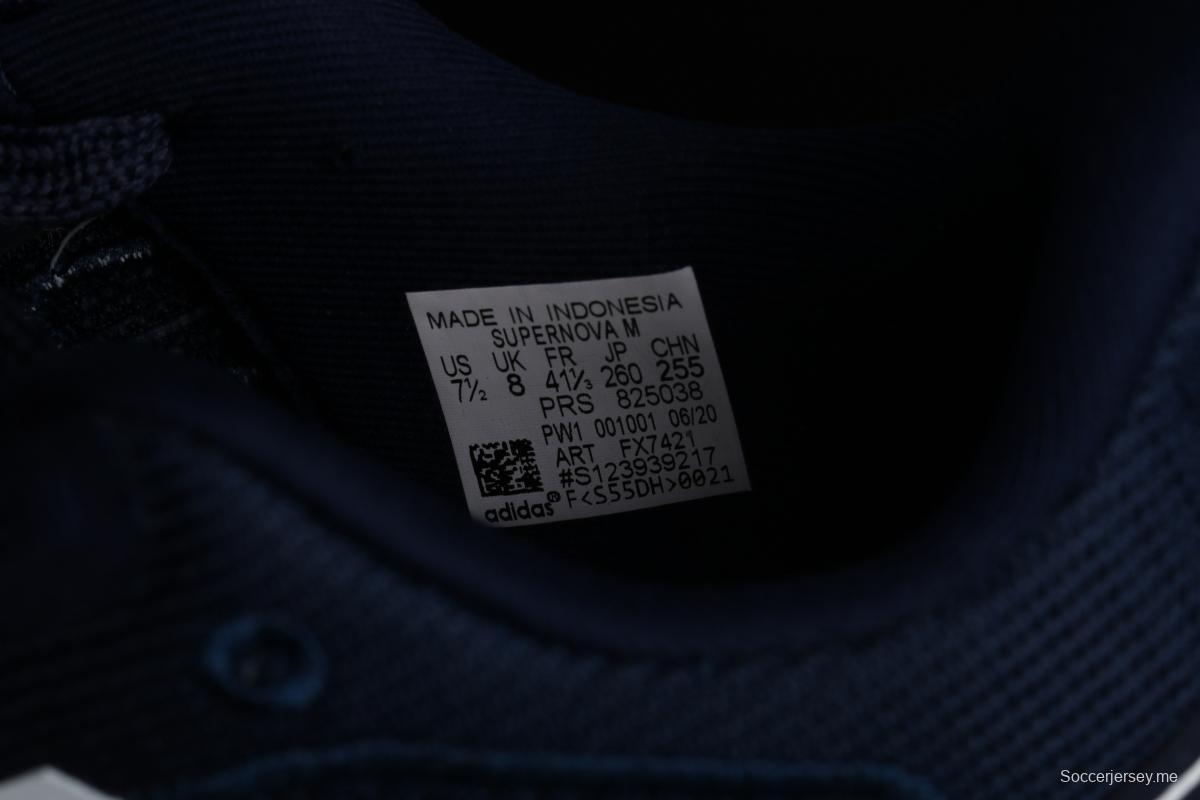 MADE IN INDONESIA
SUPERNOVA M
US UK FR JP CHN
7½ 8 41⅓ 260 255
PRS 825038
PW1 001001 06/20
ART FX7421
#S123939217
adidas® F<S55DH>0021
Soccerjersey.me